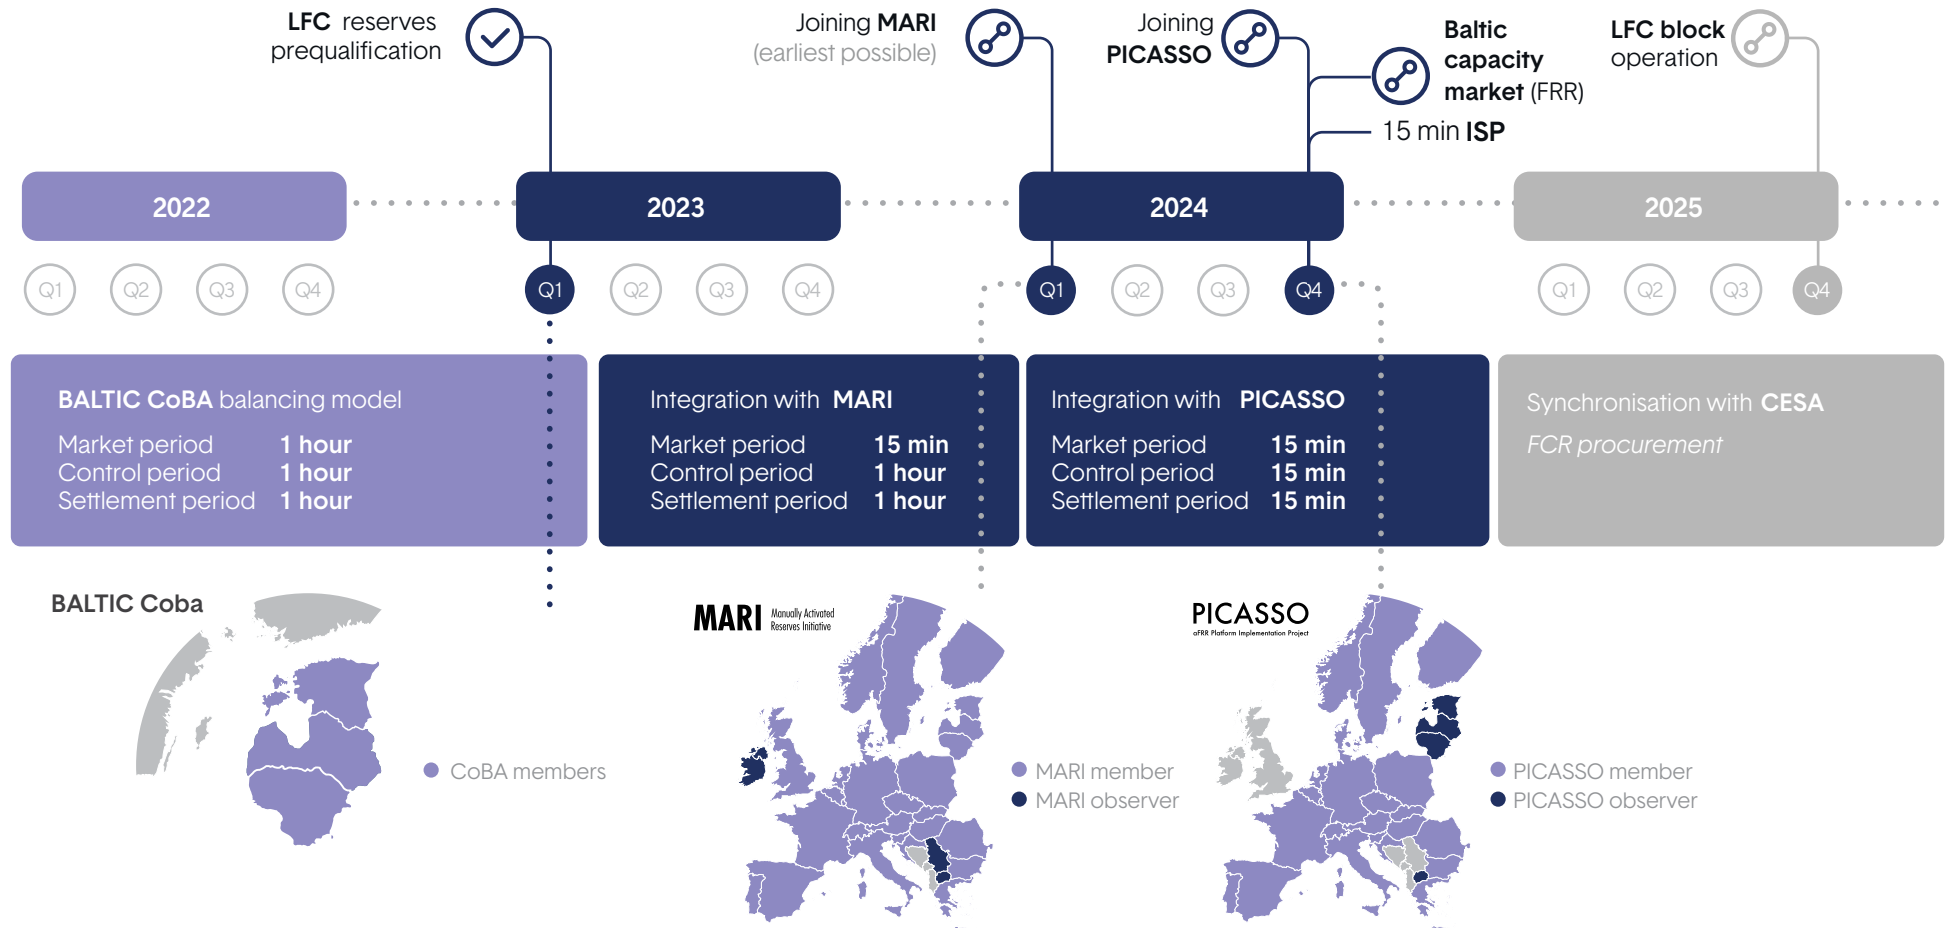 LFC reserves
prequalification
Joining MARI
(earliest possible)
Joining
PICASSO
Baltic
capacity
market (FRR)
15 min ISP
LFC block
operation
2022
2023
2024
2025
Q1 Q2 Q3 Q4
Q1 Q2 Q3 Q4
Q1 Q2 Q3 Q4
Q1 Q2 Q3 Q4
BALTIC CoBA balancing model
Market period 1 hour
Control period 1 hour
Settlement period 1 hour
Integration with MARI
Market period 15 min
Control period 1 hour
Settlement period 1 hour
Integration with PICASSO
Market period 15 min
Control period 15 min
Settlement period 15 min
Synchronisation with CESA
FCR procurement
BALTIC Coba
CoBA members
MARI Manually Activated
Reserves Initiative
MARI member
MARI observer
PICASSO
aFRR Platform Implementation Project
PICASSO member
PICASSO observer